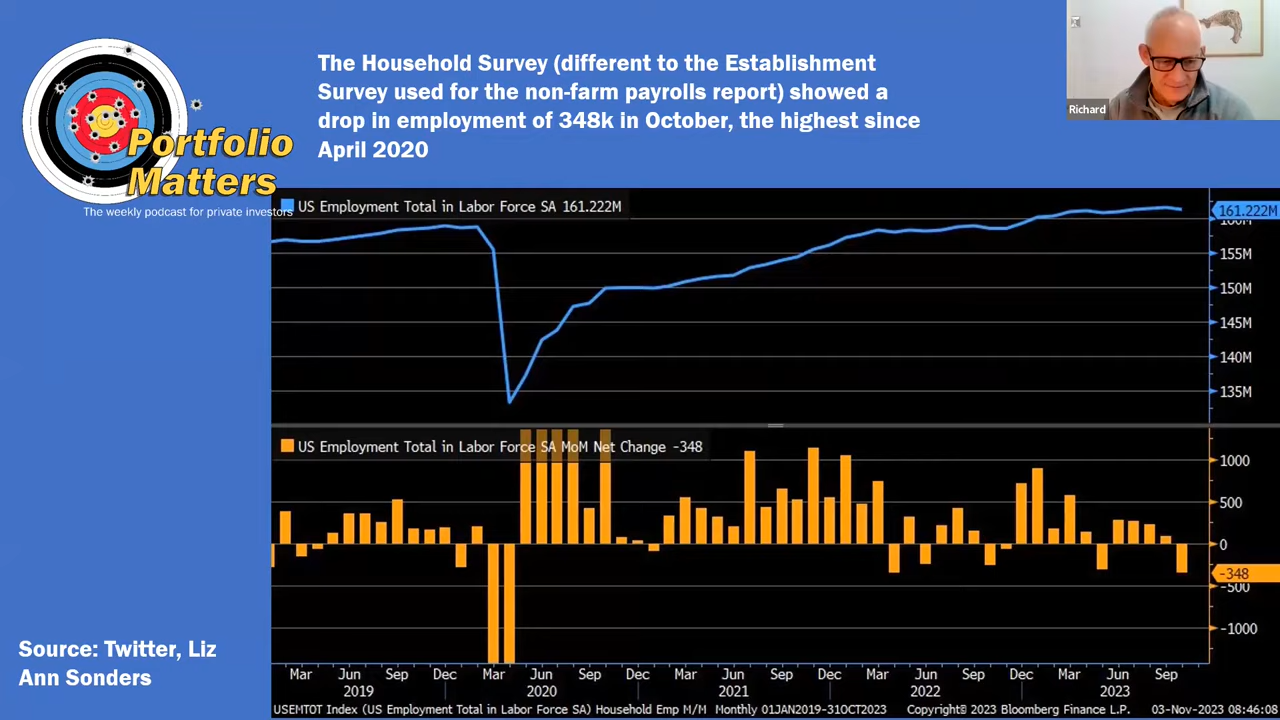 The Household Survey (different to the Establishment
Survey used for the non-farm payrolls report) showed a
drop in employment of 348k in October, the highest since
April 2020
Richard
Portfolio
Matters
The weekly podcast for private investors
US Employment Total in Labor Force SA 161.222M
161.222M
160M
155M
150M
145M
140M
135M
US Employment Total in Labor Force SA MoM Net Change -348
1000
500
0
-348
-500
-1000
Mar Jun Sep Dec Mar Jun Sep Dec Mar Jun Sep Dec Mar Jun Sep Dec Mar Jun Sep
2019 2020 2021 2022 2023
USEMTOT Index (US Employment Total in Labor Force SA) Household Emp M/M Monthly 01JAN2019-31OCT2023 Copyright© 2023 Bloomberg Finance L.P. 03-Nov-2023 08:46:08
Source: Twitter, Liz
Ann Sonders